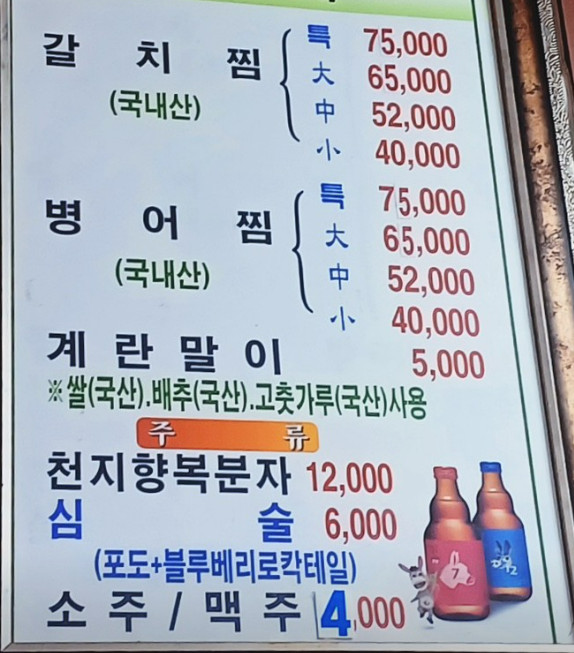 갈치찜 特 75,000
大 65,000
(국내산) 中 52,000
小 40,000
병어찜 特 75,000
大 65,000
(국내산) 中 52,000
小 40,000
계란말이 5,000
※쌀(국산).배추(국산).고춧가루(국산)사용
주류
천지향복분자 12,000
심술 6,000
(포도+블루베리로칵테일)
소주/맥주 4,000
7